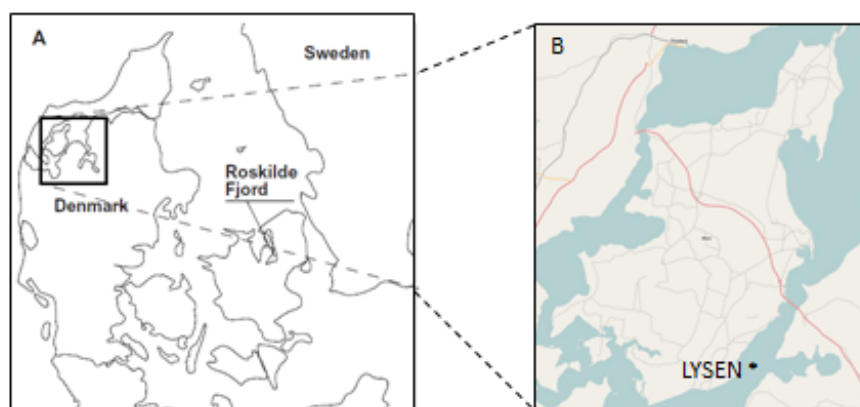 A
Sweden
Roskilde
Fjord
Denmark
B
LYSEN *